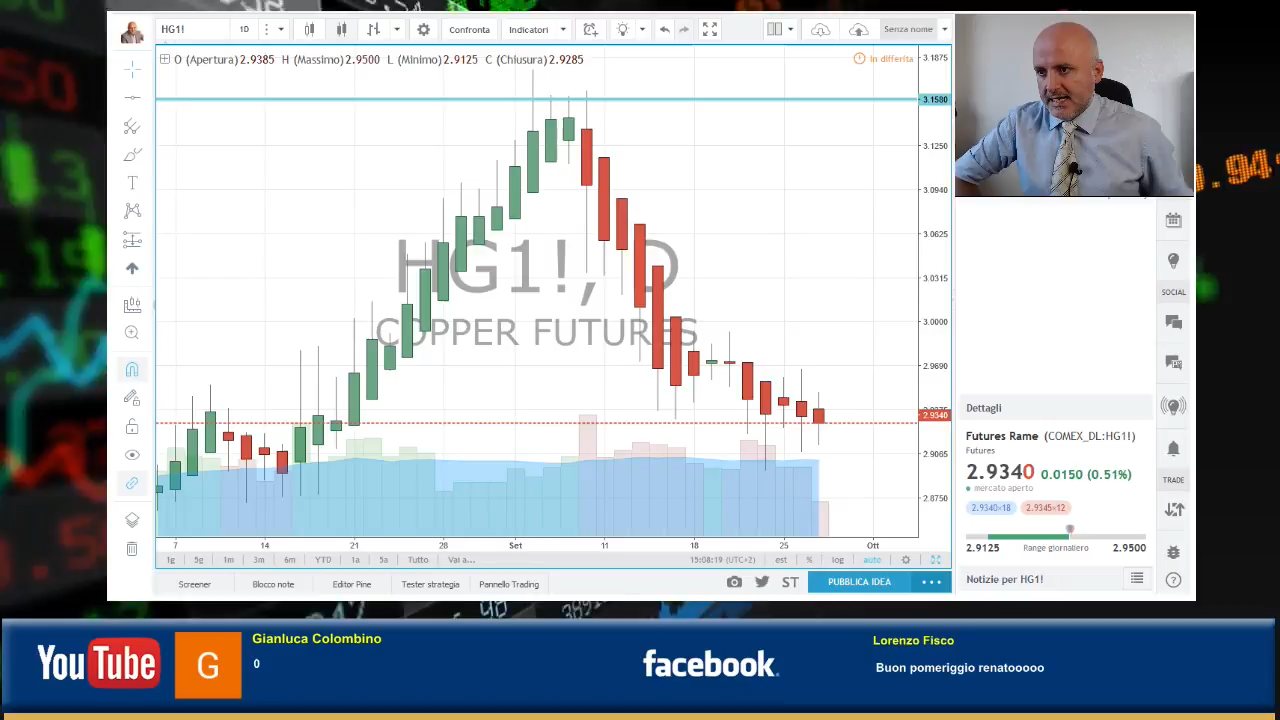 HG1!
1D
Confronta
Indicatori
Senza nome
O (Apertura) 2.9385 H (Massimo) 2.9500 L (Minimo) 2.9125 C (Chiusura) 2.9285
In differita
HG1!, D
COPPER FUTURES
3.1875
3.1580
3.1250
3.0940
3.0625
3.0315
3.0000
2.9690
2.9340
2.9065
2.8750
7 14 21 28 Set 11 18 25 Ott
1g 5g 1m 3m 6m YTD 1a 5a Tutto Vai a...
15:08:19 (UTC+2) est % log auto
Screener Blocco note Editor Pine Tester strategia Pannello Trading
ST
PUBBLICA IDEA
SOCIAL
TRADE
Dettagli
Futures Rame (COMEX_DL:HG1!)
Futures
2.9340 0.0150 (0.51%)
mercato aperto
2.9340×18 2.9345×12
2.9125 Range giornaliero 2.9500
Notizie per HG1!
YouTube
G
Gianluca Colombino
0
facebook
Lorenzo Fisco
Buon pomeriggio renatooooo